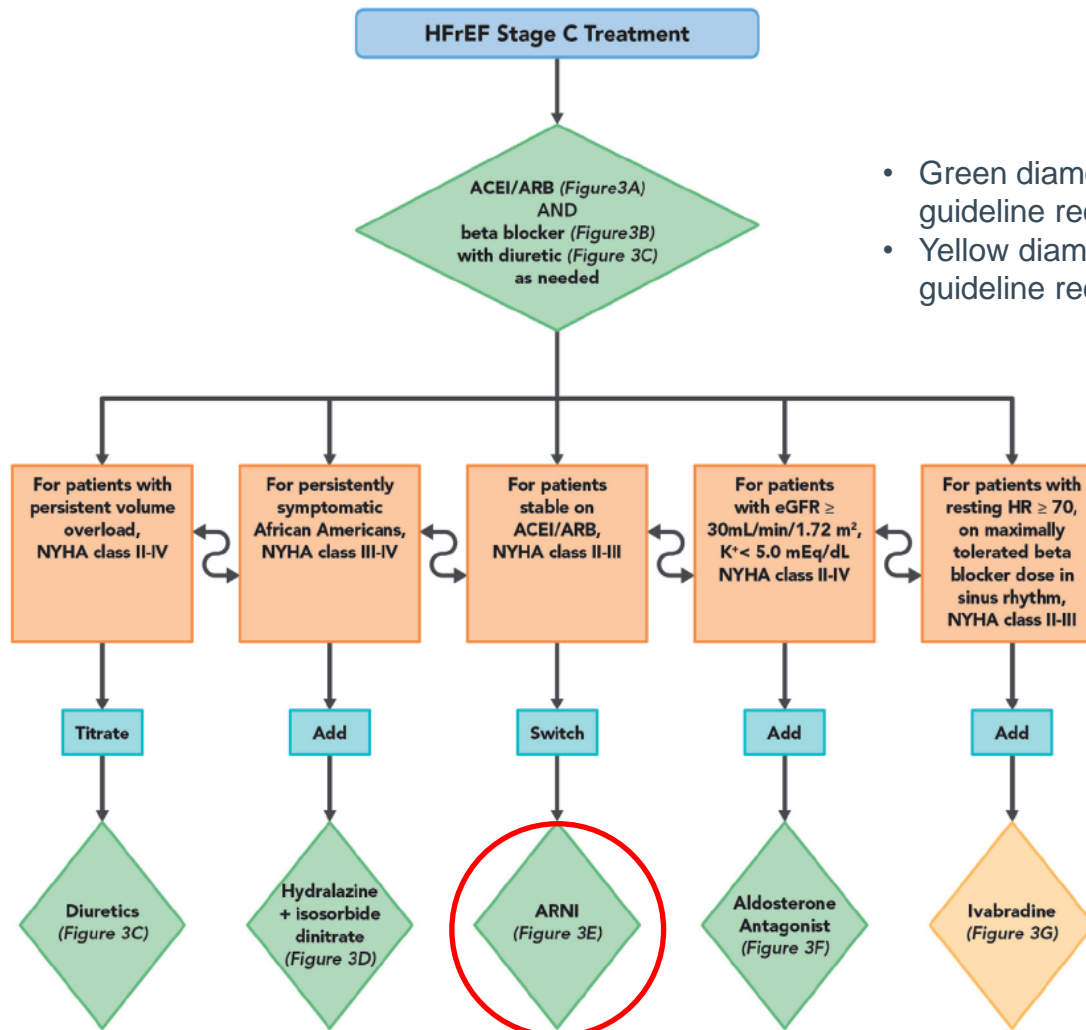 HFrEF Stage C Treatment
ACEI/ARB (Figure3A)
AND
beta blocker (Figure3B)
with diuretic (Figure 3C)
as needed
• Green diam
guideline rec
• Yellow diam
guideline rec
For patients with
persistent volume
overload,
NYHA class II-IV
For persistently
symptomatic
African Americans,
NYHA class III-IV
For patients
stable on
ACEI/ARB,
NYHA class II-III
For patients
with eGFR ≥
30mL/min/1.72 m²,
K⁺< 5.0 mEq/dL
NYHA class II-IV
For patients with
resting HR ≥ 70,
on maximally
tolerated beta
blocker dose in
sinus rhythm,
NYHA class II-III
Titrate
Add
Switch
Add
Add
Diuretics
(Figure 3C)
Hydralazine
+ isosorbide
dinitrate
(Figure 3D)
ARNI
(Figure 3E)
Aldosterone
Antagonist
(Figure 3F)
Ivabradine
(Figure 3G)